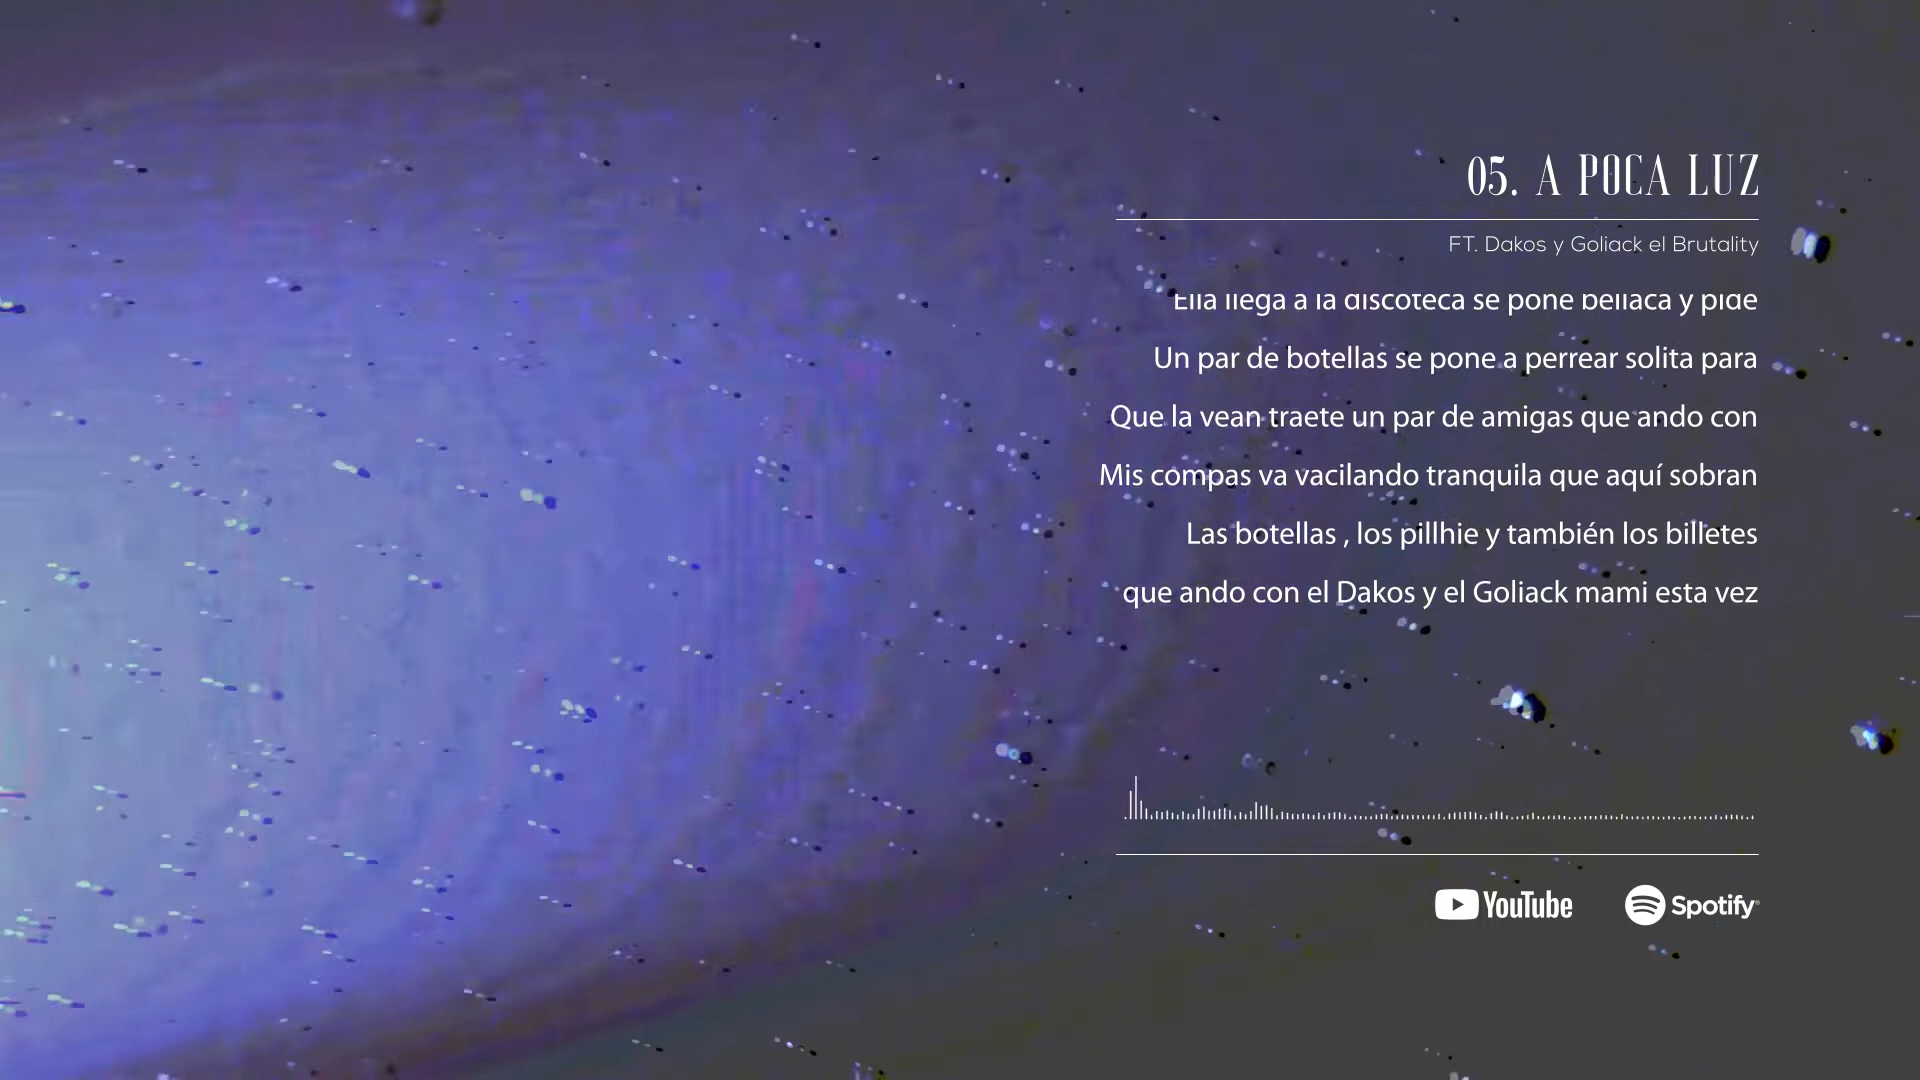 05. A POCA LUZ
FT. Dakos y Goliack el Brutality
Ella llega a la discoteca se pone bellaca y pide
Un par de botellas se pone a perrear solita para
Que la vean traete un par de amigas que ando con
Mis compas va vacilando tranquila que aquí sobran
Las botellas , los pillhie y también los billetes
que ando con el Dakos y el Goliack mami esta vez
YouTube
Spotify